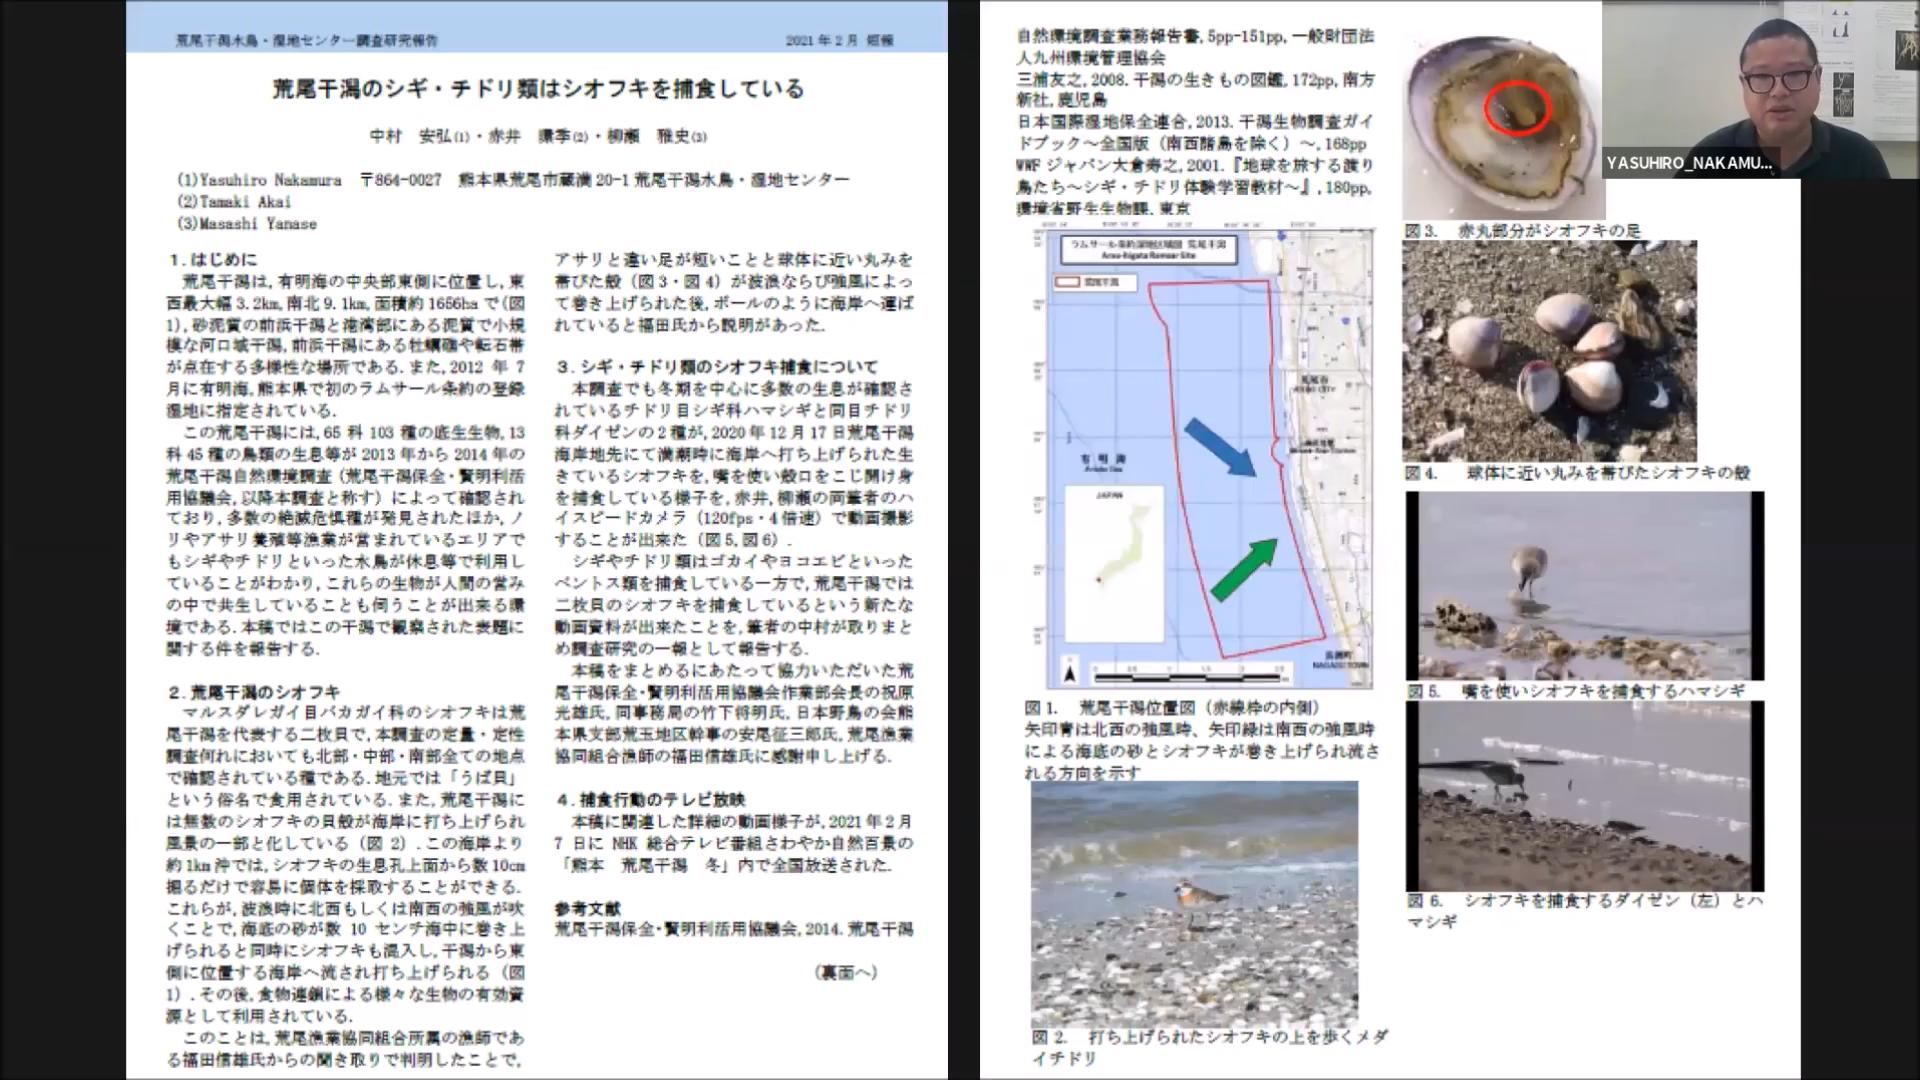 荒尾干潟水鳥・湿地センター調査研究報告
2021年2月 短報
荒尾干潟のシギ・チドリ類はシオフキを捕食している
中村 安弘(1)・赤井 環季(2)・柳瀬 雅史(3)
(1)Yasuhiro Nakamura 〒864-0027 熊本県荒尾市蔵満20-1荒尾干潟水鳥・湿地センター
(2)Tamaki Akai
(3)Masashi Yanase
1.はじめに
荒尾干潟は,有明海の中央部東側に位置し,東
西最大幅3.2km,南北9.1km,面積約1656haで(図
1),砂泥質の前浜干潟と港湾部にある泥質で小規
模な河口域干潟,前浜干潟にある牡蠣礁や転石帯
が点在する多様性な場所である.また,2012年7
月に有明海,熊本県で初のラムサール条約の登録
湿地に指定されている.
この荒尾干潟には,65科103種の底生生物,13
科45種の鳥類の生息等が2013年から2014年の
荒尾干潟自然環境調査(荒尾干潟保全・賢明利活
用協議会,以降本調査と称す)によって確認され
ており,多数の絶滅危惧種が発見されたほか,ノ
リやアサリ養殖等漁業が営まれているエリアで
もシギやチドリといった水鳥が休息等で利用し
ていることがわかり,これらの生物が人間の営み
の中で共生していることも伺うことが出来る環
境である.本稿ではこの干潟で観察された表題に
関する件を報告する.
2.荒尾干潟のシオフキ
マルスダレガイ目バカガイ科のシオフキは荒
尾干潟を代表する二枚貝で,本調査の定量・定性
調査何れにおいても北部・中部・南部全ての地点
で確認されている種である.地元では「うば貝」
という俗名で食用されている.また,荒尾干潟に
は無数のシオフキの貝殻が海岸に打ち上げられ
風景の一部と化している(図2).この海岸より
約1km沖では,シオフキの生息孔上面から数10cm
掘るだけで容易に個体を採取することができる.
これらが,波浪時に北西もしくは南西の強風が吹
くことで,海底の砂が数10センチ海中に巻き上
げられると同時にシオフキも混入し,干潟から東
側に位置する海岸へ流され打ち上げられる(図
1).その後,食物連鎖による様々な生物の有効資
源として利用されている.
このことは,荒尾漁業協同組合所属の漁師であ
る福田信雄氏からの聞き取りで判明したことで,
アサリと違い足が短いことと球体に近い丸みを
帯びた殻(図3・図4)が波浪ならび強風によっ
て巻き上げられた後,ボールのように海岸へ運ば
れていると福田氏から説明があった.
3.シギ・チドリ類のシオフキ捕食について
本調査でも冬期を中心に多数の生息が確認さ
れているチドリ目シギ科ハマシギと同目チドリ
科ダイゼンの2種が,2020年12月17日荒尾干潟
海岸地先にて満潮時に海岸へ打ち上げられた生
きているシオフキを,嘴を使い殻口をこじ開け身
を捕食している様子を,赤井,柳瀬の両筆者のハ
イスピードカメラ(120fps・4倍速)で動画撮影
することが出来た(図5,図6).
シギやチドリ類はゴカイやヨコエビといった
ベントス類を捕食している一方で,荒尾干潟では
二枚貝のシオフキを捕食しているという新たな
動画資料が出来たことを,筆者の中村が取りまと
め調査研究の一報として報告する.
本稿をまとめるにあたって協力いただいた荒
尾干潟保全・賢明利活用協議会作業部会長の祝原
光雄氏,同事務局の竹下将明氏,日本野鳥の会熊
本県支部荒玉地区幹事の安尾征三郎氏,荒尾漁業
協同組合漁師の福田信雄氏に感謝申し上げる.
4.捕食行動のテレビ放映
本稿に関連した詳細の動画様子が,2021年2月
7日にNHK総合テレビ番組さわやか自然百景の
「熊本 荒尾干潟 冬」内で全国放送された.
参考文献
荒尾干潟保全・賢明利活用協議会,2014.荒尾干潟
(裏面へ)
自然環境調査業務報告書,5pp-151pp,一般財団法
人九州環境管理協会
三浦友之,2008.干潟の生きもの図鑑,172pp,南方
新社,鹿児島
日本国際湿地保全連合,2013.干潟生物調査ガイ
ドブック〜全国版(南西諸島を除く)〜,168pp
WWFジャパン大倉寿之,2001.『地球を旅する渡り
鳥たち〜シギ・チドリ体験学習教材〜』,180pp,
環境省野生生物課,東京
ラムサール条約湿地区域図 荒尾干潟
Arao-higata Ramsar Site
荒尾干潟
有明海
Ariake Sea
JAPAN
荒尾市
ARAO CITY
長洲町
NAGASU TOWN
図1. 荒尾干潟位置図(赤線枠の内側)
矢印青は北西の強風時、矢印緑は南西の強風時
による海底の砂とシオフキが巻き上げられ流さ
れる方向を示す
図2. 打ち上げられたシオフキの上を歩くメダ
イチドリ
図3. 赤丸部分がシオフキの足
図4. 球体に近い丸みを帯びたシオフキの殻
図5. 嘴を使いシオフキを捕食するハマシギ
図6. シオフキを捕食するダイゼン(左)とハ
マシギ
YASUHIRO_NAKAMU...